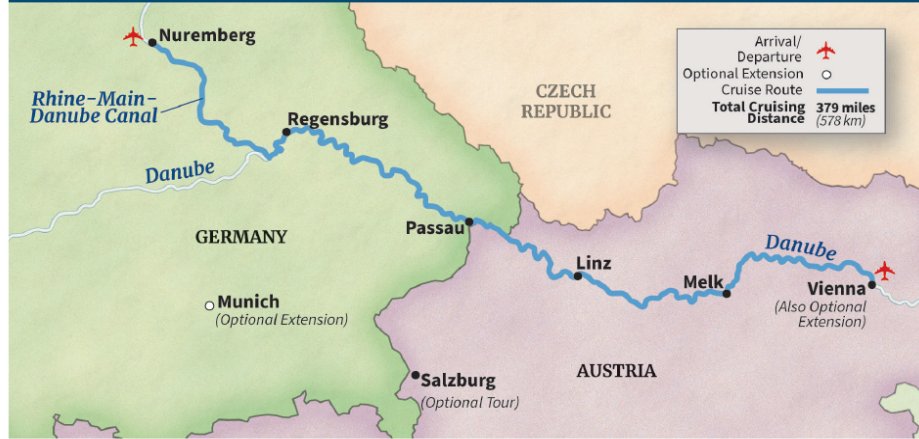 Nuremberg
Rhine–Main–
Danube Canal
Regensburg
Danube
CZECH
REPUBLIC
Arrival/
Departure
Optional Extension
Cruise Route
Total Cruising 379 miles
Distance (578 km)
GERMANY
Passau
Linz
Melk
Danube
Vienna
(Also Optional
Extension)
Munich
(Optional Extension)
AUSTRIA
Salzburg
(Optional Tour)